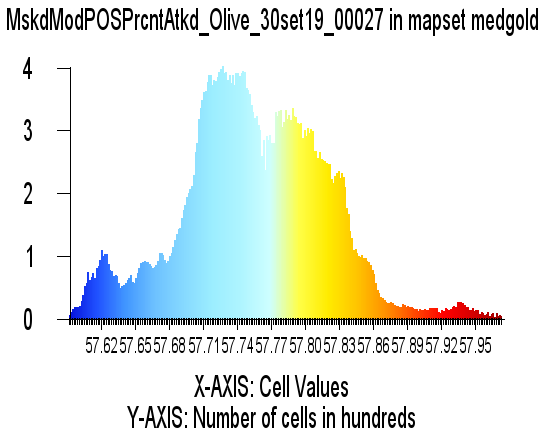 MskdModPOSPrcntAtkd_Olive_30set19_00027 in mapset medgold
4
3
2
1
0
57.62 57.65 57.68 57.71 57.74 57.77 57.80 57.83 57.86 57.89 57.92 57.95
X-AXIS: Cell Values
Y-AXIS: Number of cells in hundreds